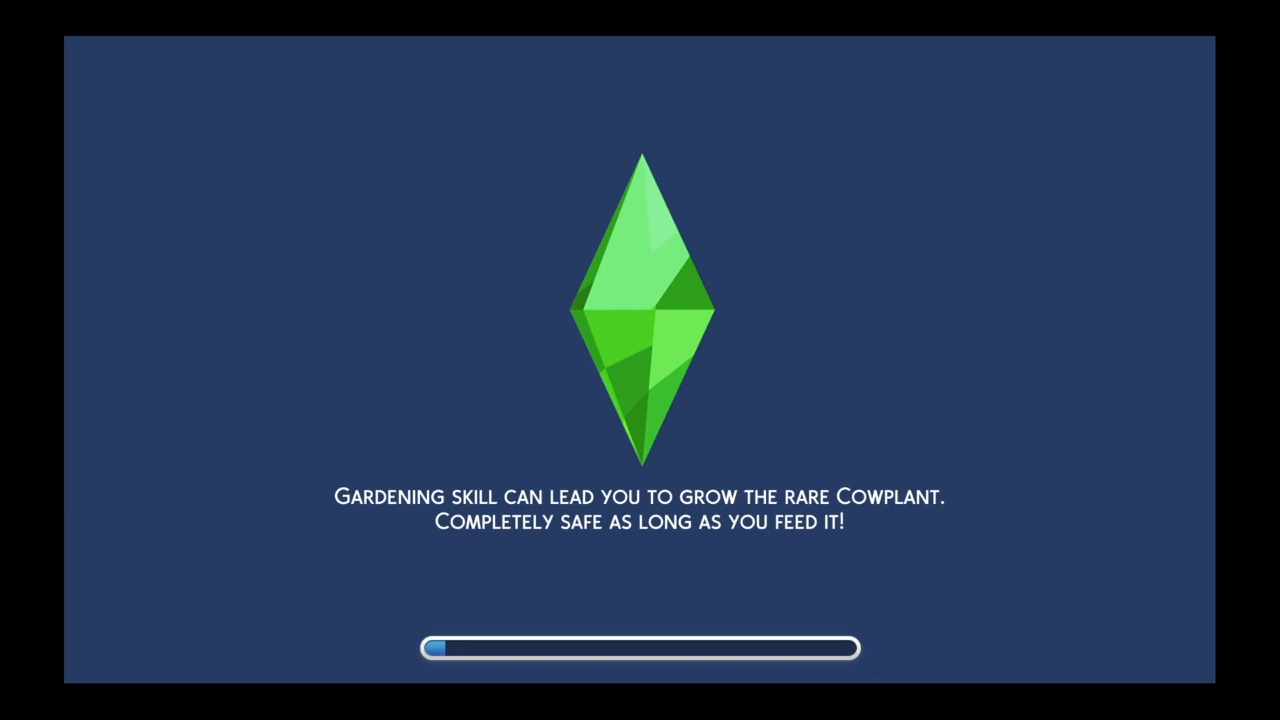 Gardening skill can lead you to grow the rare Cowplant.
Completely safe as long as you feed it!